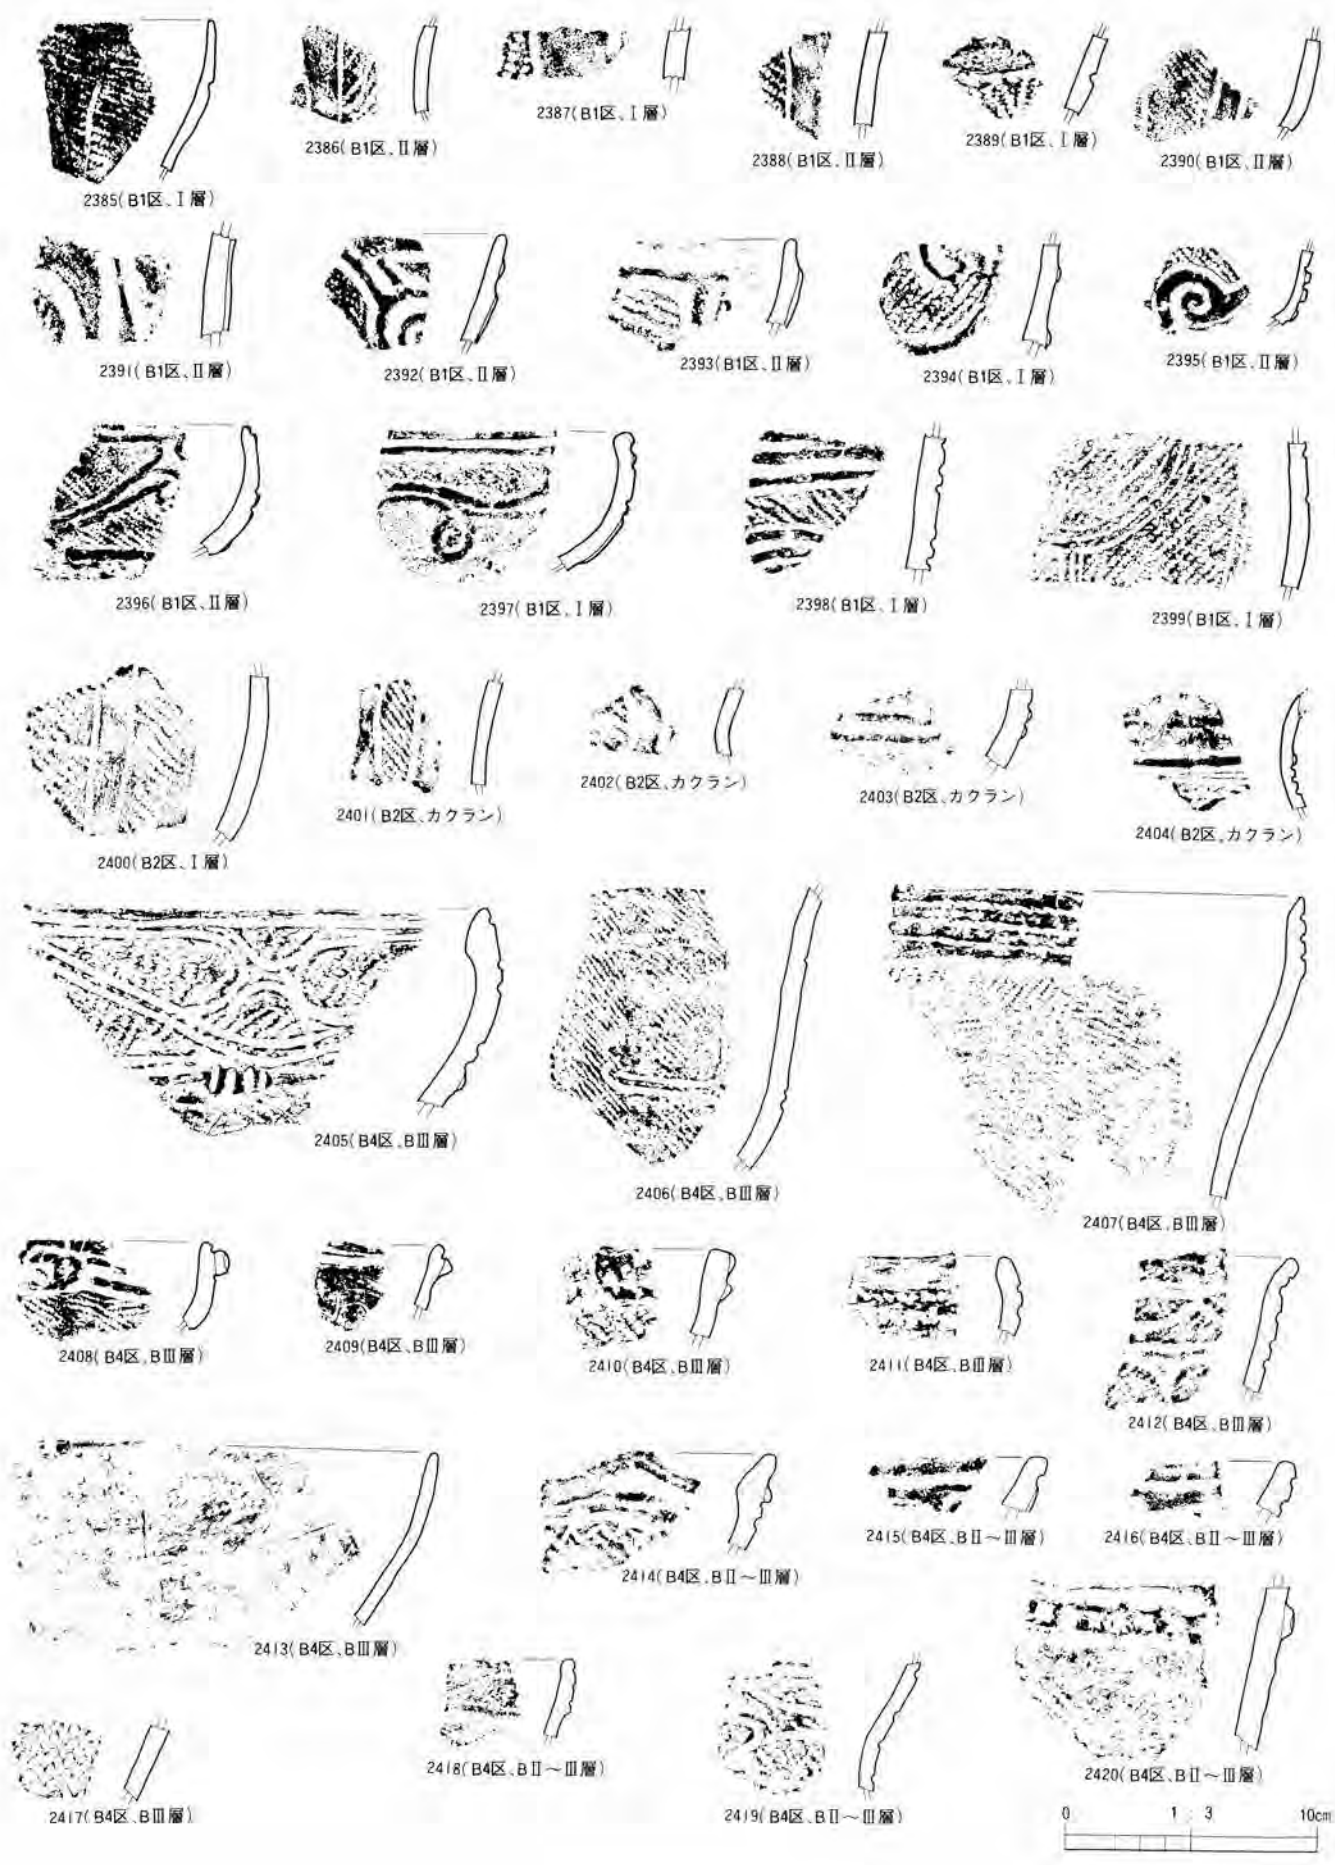 2385(B1区、Ⅰ層)
2386(B1区、Ⅱ層)
2387(B1区、Ⅰ層)
2388(B1区、Ⅱ層)
2389(B1区、Ⅰ層)
2390(B1区、Ⅱ層)
2391(B1区、Ⅱ層)
2392(B1区、Ⅱ層)
2393(B1区、Ⅱ層)
2394(B1区、Ⅰ層)
2395(B1区、Ⅱ層)
2396(B1区、Ⅱ層)
2397(B1区、Ⅰ層)
2398(B1区、Ⅰ層)
2399(B1区、Ⅰ層)
2400(B2区、Ⅰ層)
2401(B2区、カクラン)
2402(B2区、カクラン)
2403(B2区、カクラン)
2404(B2区、カクラン)
2405(B4区、BⅢ層)
2406(B4区、BⅢ層)
2407(B4区、BⅢ層)
2408(B4区、BⅢ層)
2409(B4区、BⅢ層)
2410(B4区、BⅢ層)
2411(B4区、BⅢ層)
2412(B4区、BⅢ層)
2413(B4区、BⅢ層)
2414(B4区、BⅡ～Ⅲ層)
2415(B4区、BⅡ～Ⅲ層)
2416(B4区、BⅡ～Ⅲ層)
2417(B4区、BⅢ層)
2418(B4区、BⅡ～Ⅲ層)
2419(B4区、BⅡ～Ⅲ層)
2420(B4区、BⅡ～Ⅲ層)
0 1:3 10cm